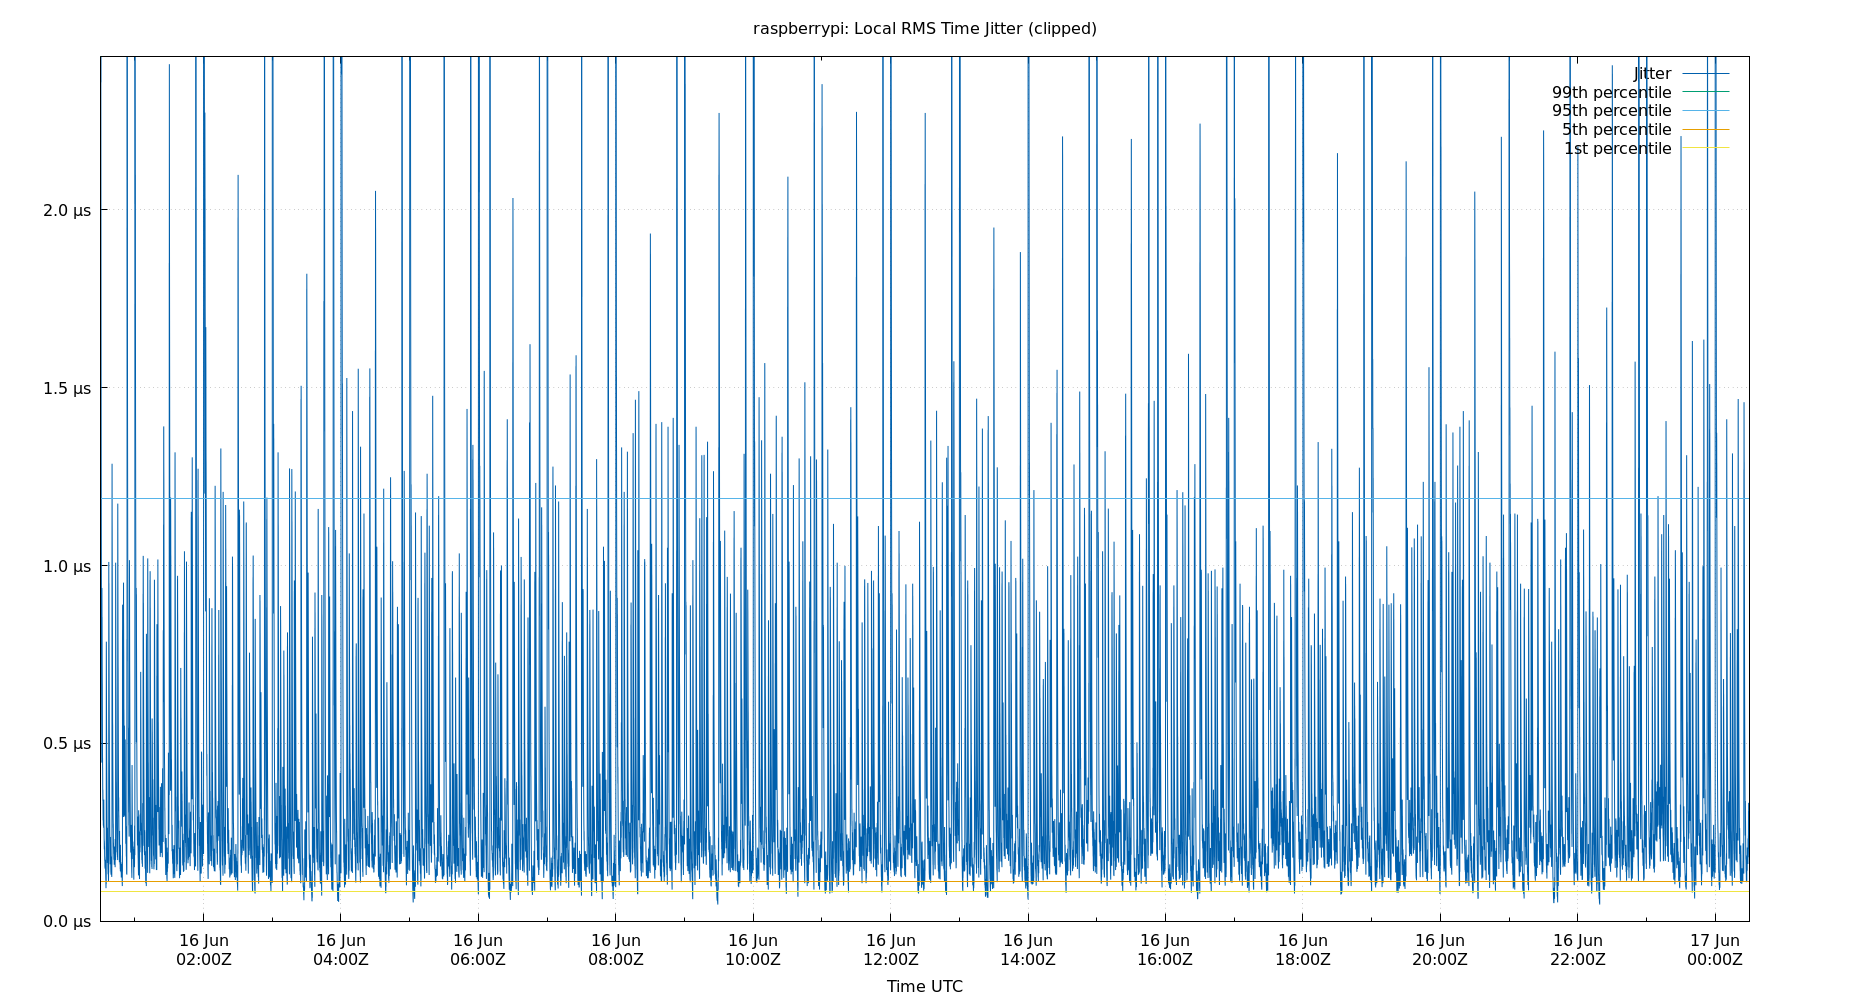 raspberrypi: Local RMS Time Jitter (clipped)
Jitter
99th percentile
95th percentile
5th percentile
1st percentile
2.0 µs
1.5 µs
1.0 µs
0.5 µs
0.0 µs
16 Jun 16 Jun 16 Jun 16 Jun 16 Jun 16 Jun 16 Jun 16 Jun 16 Jun 16 Jun 16 Jun 17 Jun
02:00Z 04:00Z 06:00Z 08:00Z 10:00Z 12:00Z 14:00Z 16:00Z 18:00Z 20:00Z 22:00Z 00:00Z
Time UTC